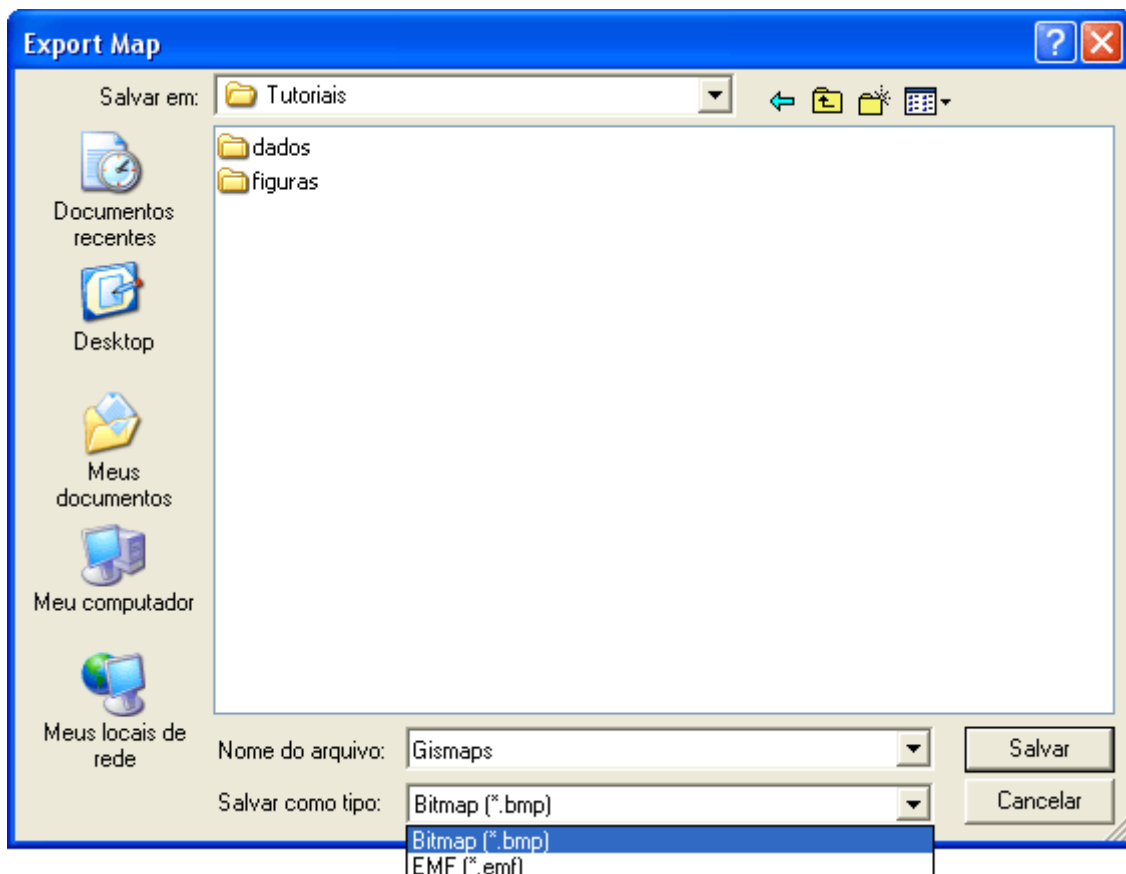 Export Map
Salvar em:
Tutoriais
dados
figuras
Documentos
recentes
Desktop
Meus
documentos
Meu computador
Meus locais de
rede
Nome do arquivo:
Gismaps
Salvar
Salvar como tipo:
Bitmap (*.bmp)
Cancelar
Bitmap (*.bmp)
EMF (*.emf)